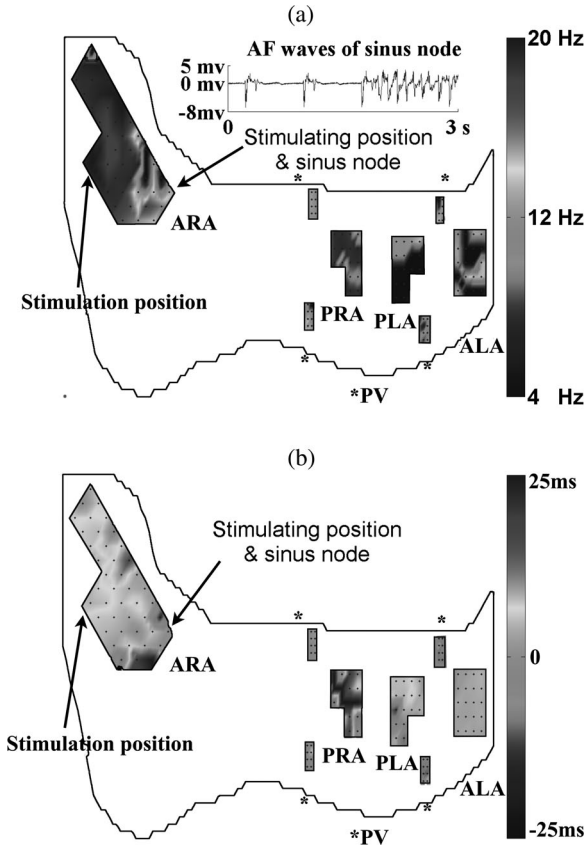 (a)
20 Hz
AF waves of sinus node
5 mv
0 mv
-8mv
0
3 s
Stimulating position
& sinus node
*
*
12 Hz
ARA
Stimulation position
PRA
PLA
ALA
*
*
*PV
4 Hz
(b)
25ms
Stimulating position
& sinus node
*
*
ARA
0
Stimulation position
PRA
PLA
ALA
*
*
*PV
-25ms